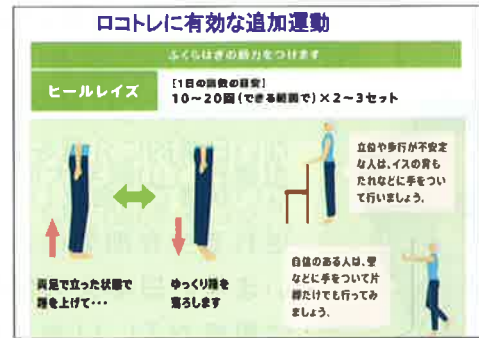 ロコトレに有効な追加運動
ふくらはぎの筋力をつけます
ヒールレイズ
[1日の回数の目安]
10~20回(できる範囲で)×2~3セット
両足で立った状態で
踵を上げて・・・
ゆっくり踵を
落ろします
立位や歩行が不安定
な人は、イスの背も
たれなどに手をつい
て行いましょう。
自信のある人は、壁
などに手をついて片
脚だけでも行ってみ
ましょう。